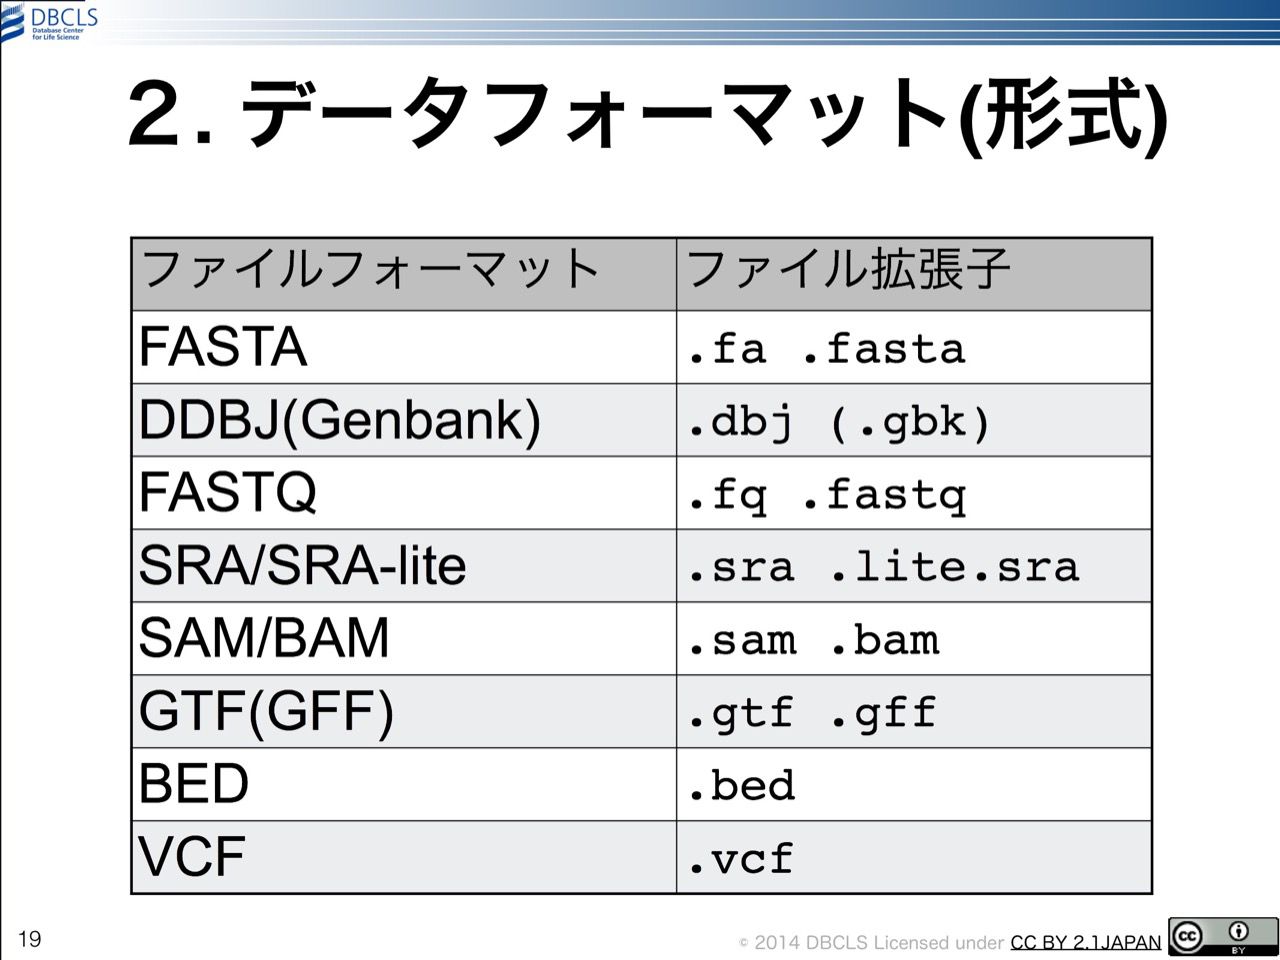 DBCLS
Database Center
for Life Science
２. データフォーマット(形式)
ファイルフォーマット ファイル拡張子
FASTA .fa .fasta
DDBJ(Genbank) .dbj (.gbk)
FASTQ .fq .fastq
SRA/SRA-lite .sra .lite.sra
SAM/BAM .sam .bam
GTF(GFF) .gtf .gff
BED .bed
VCF .vcf
19
© 2014 DBCLS Licensed under CC BY 2.1JAPAN
cc
BY